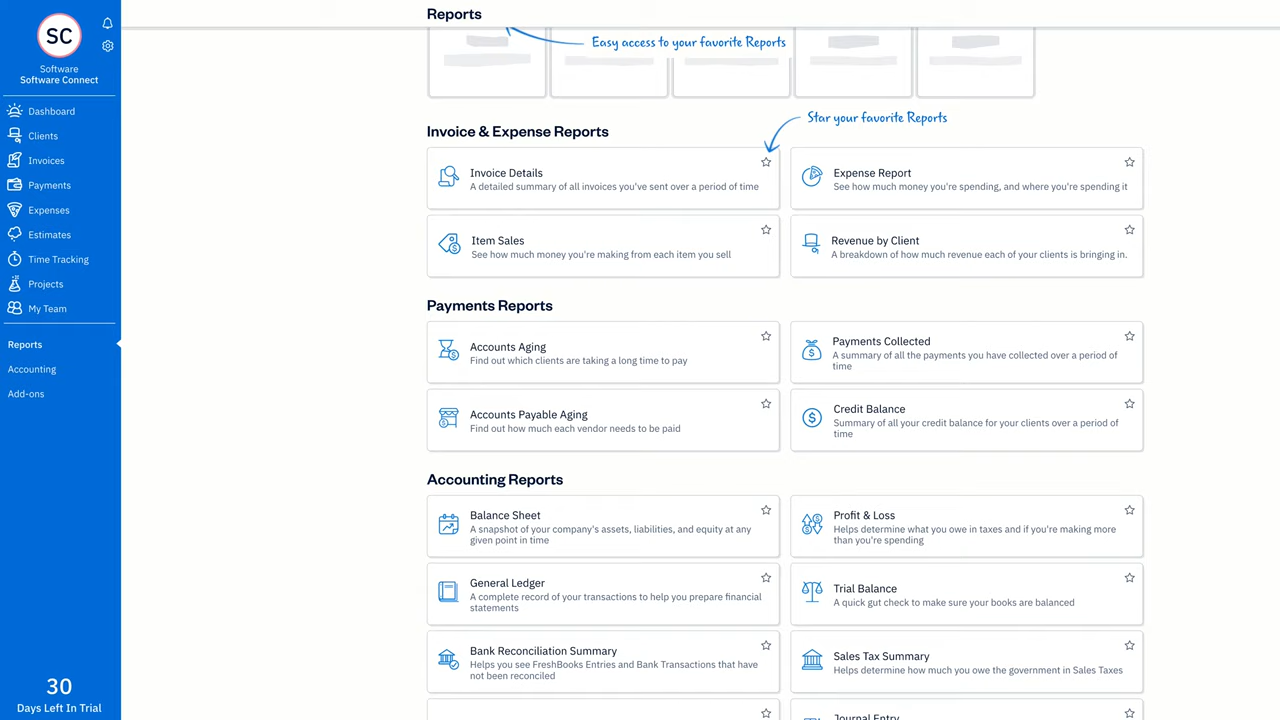 SC
Software
Software Connect
Dashboard
Clients
Invoices
Payments
Expenses
Estimates
Time Tracking
Projects
My Team
Reports
Accounting
Add-ons
30
Days Left In Trial
Reports
Easy access to your favorite Reports
Star your favorite Reports
Invoice & Expense Reports
Invoice Details
A detailed summary of all invoices you've sent over a period of time
Expense Report
See how much money you're spending, and where you're spending it
Item Sales
See how much money you're making from each item you sell
Revenue by Client
A breakdown of how much revenue each of your clients is bringing in.
Payments Reports
Accounts Aging
Find out which clients are taking a long time to pay
Payments Collected
A summary of all the payments you have collected over a period of
time
Accounts Payable Aging
Find out how much each vendor needs to be paid
Credit Balance
Summary of all your credit balance for your clients over a period of
time
Accounting Reports
Balance Sheet
A snapshot of your company's assets, liabilities, and equity at any
given point in time
Profit & Loss
Helps determine what you owe in taxes and if you're making more
than you're spending
General Ledger
A complete record of your transactions to help you prepare financial
statements
Trial Balance
A quick gut check to make sure your books are balanced
Bank Reconciliation Summary
Helps you see FreshBooks Entries and Bank Transactions that have
not been reconciled
Sales Tax Summary
Helps determine how much you owe the government in Sales Taxes
Journal Entry